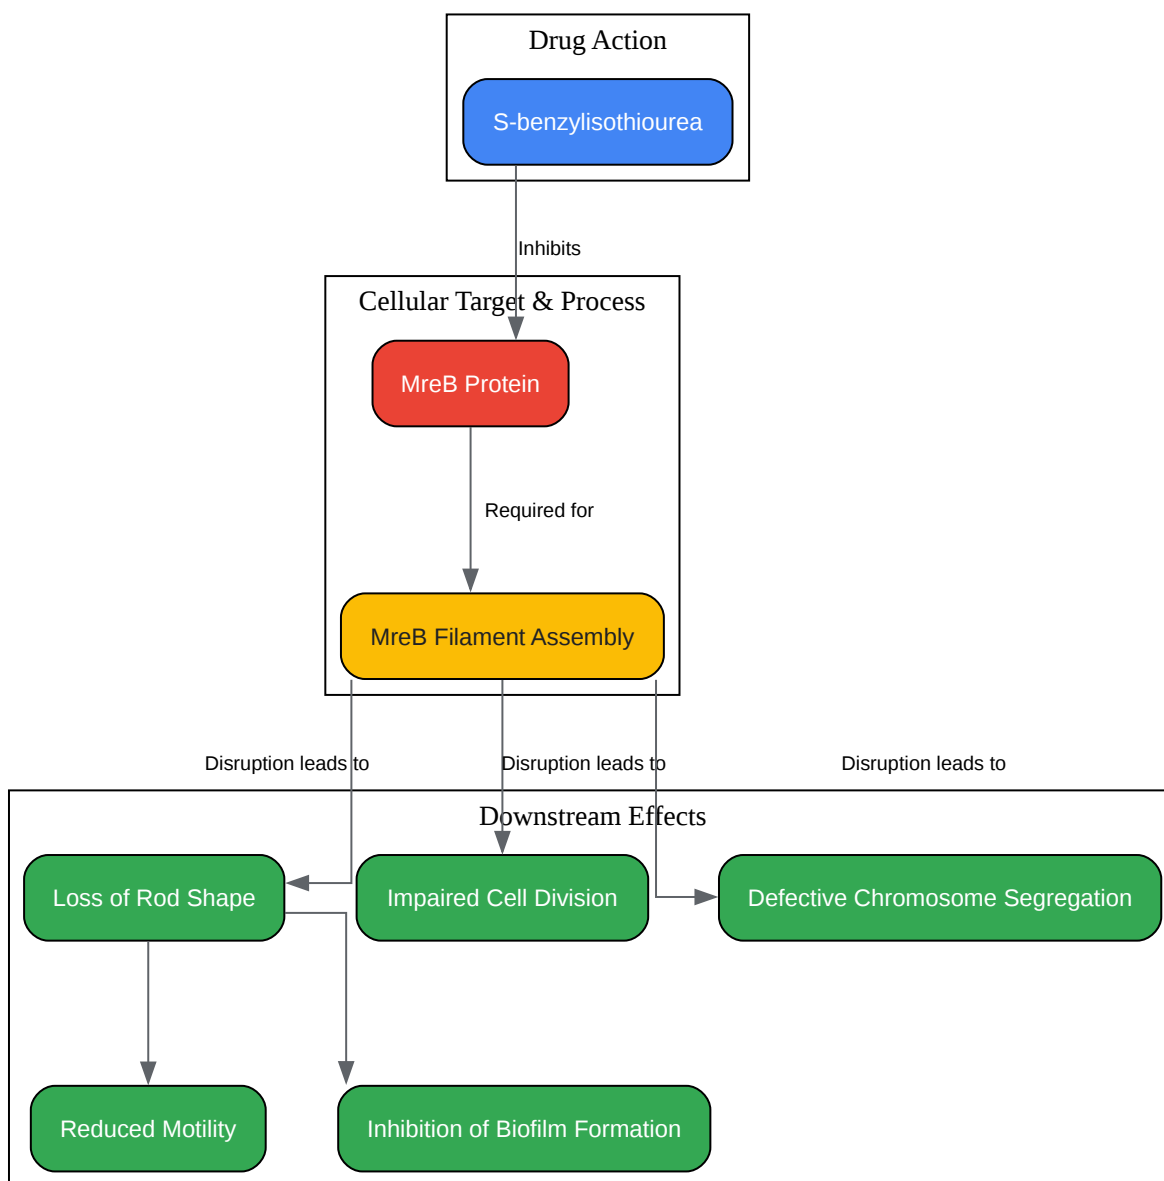 Drug Action
S-benzylisothiourea
Inhibits
Cellular Target & Process
MreB Protein
Required for
MreB Filament Assembly
Disruption leads to
Disruption leads to
Disruption leads to
Downstream Effects
Loss of Rod Shape
Impaired Cell Division
Defective Chromosome Segregation
Reduced Motility
Inhibition of Biofilm Formation